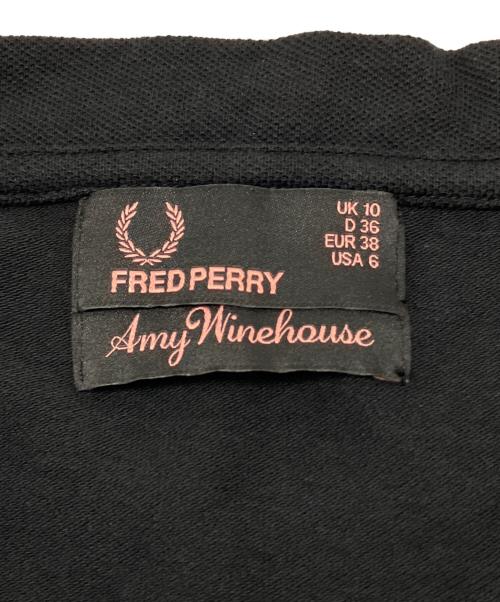 UK 10
D 36
EUR 38
USA 6
FRED PERRY
Amy Winehouse